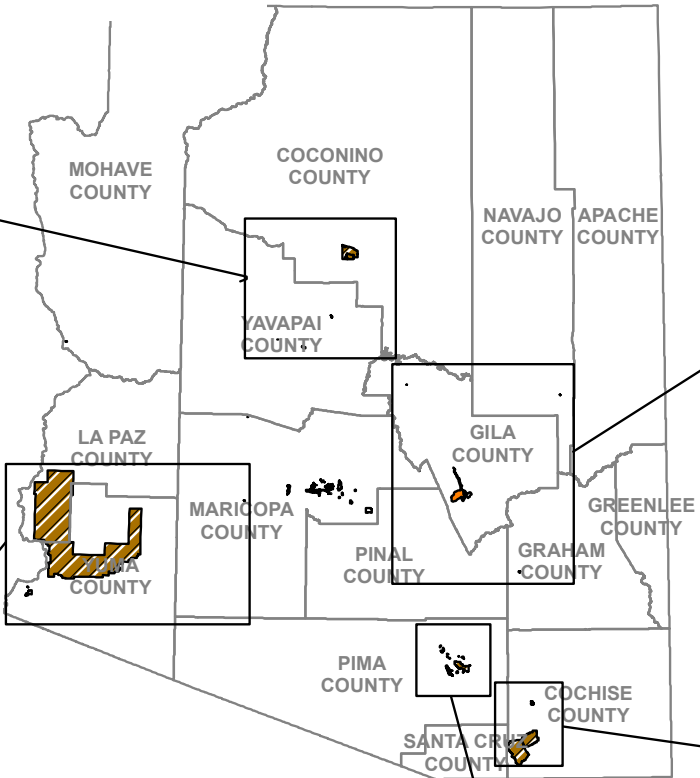 COCONINO
COUNTY
MOHAVE
COUNTY
NAVAJO
COUNTY
APACHE
COUNTY
YAVAPAI
COUNTY
GILA
COUNTY
LA PAZ
COUNTY
MARICOPA
COUNTY
GREENLEE
COUNTY
PINAL
COUNTY
GRAHAM
COUNTY
YUMA
COUNTY
PIMA
COUNTY
COCHISE
COUNTY
SANTA CRUZ
COUNTY